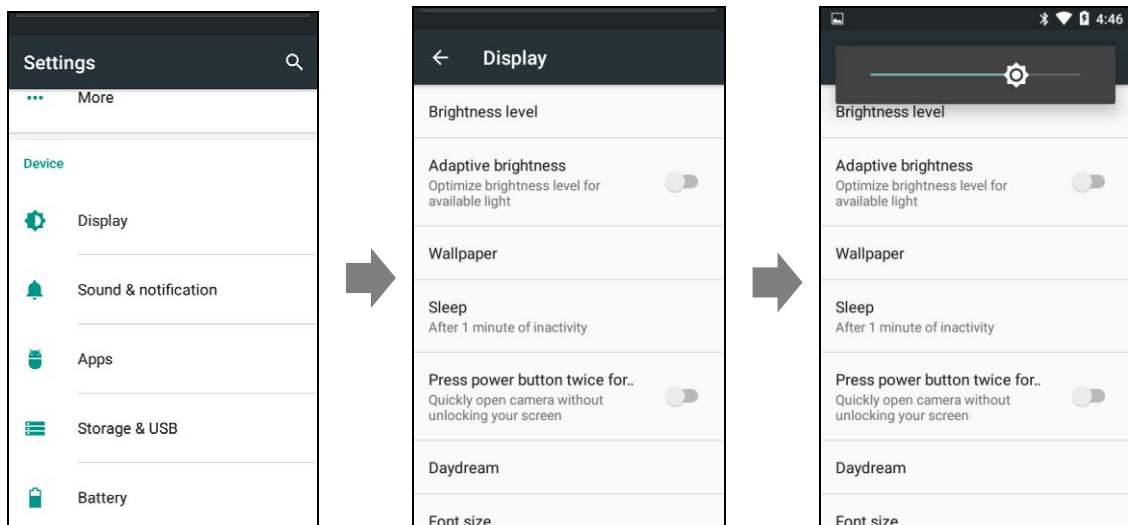 Settings
More
Device
Display
Sound & notification
Apps
Storage & USB
Battery
Display
Brightness level
Adaptive brightness
Optimize brightness level for
available light
Wallpaper
Sleep
After 1 minute of inactivity
Press power button twice for..
Quickly open camera without
unlocking your screen
Daydream
Font size
4:46
Brightness level
Adaptive brightness
Optimize brightness level for
available light
Wallpaper
Sleep
After 1 minute of inactivity
Press power button twice for..
Quickly open camera without
unlocking your screen
Daydream
Font size